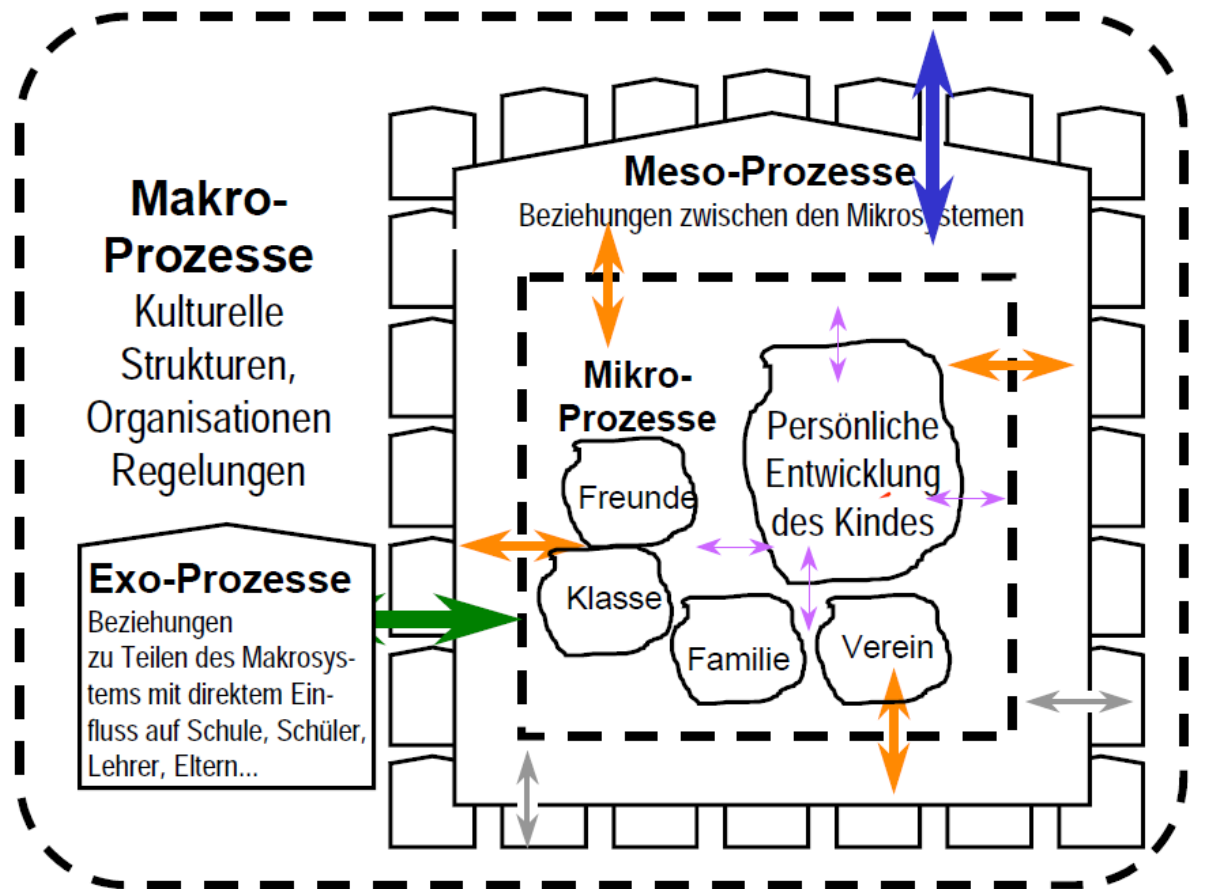 Makro-
Prozesse
Kulturelle
Strukturen,
Organisationen
Regelungen
Exo-Prozesse
Beziehungen
zu Teilen des Makrosys-
tems mit direktem Ein-
fluss auf Schule, Schüler,
Lehrer, Eltern...
Meso-Prozesse
Beziehungen zwischen den Mikrosystemen
Mikro-
Prozesse
Freunde
Klasse
Familie
Verein
Persönliche
Entwicklung
des Kindes